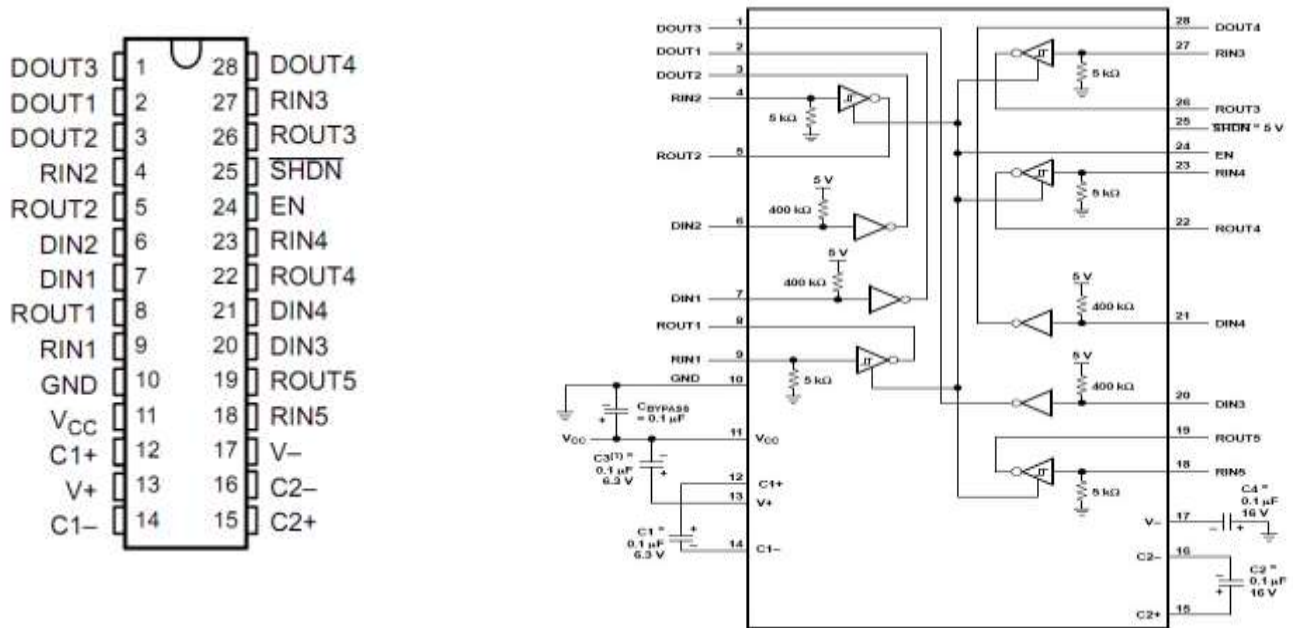 DOUT3 1 28 DOUT4
DOUT1 2 27 RIN3
DOUT2 3 26 ROUT3
RIN2 4 25 SHDN
ROUT2 5 24 EN
DIN2 6 23 RIN4
DIN1 7 22 ROUT4
ROUT1 8 21 DIN4
RIN1 9 20 DIN3
GND 10 19 ROUT5
VCC 11 18 RIN5
C1+ 12 17 V–
V+ 13 16 C2–
C1– 14 15 C2+
DOUT3 1
DOUT1 2
DOUT2 3
RIN2 4
5 kΩ
ROUT2 5
5 V
400 kΩ
DIN2 6
5 V
400 kΩ
DIN1 7
ROUT1 8
RIN1 9
5 kΩ
GND 10
– CBYPASS
+ = 0.1 μF
VCC 11 VCC
C3(1) = –
0.1 μF +
6.3 V
12 C1+
13 V+
C1 = +
0.1 μF –
6.3 V
14 C1–
28 DOUT4
27 RIN3
5 kΩ
26 ROUT3
25 SHDN = 5 V
24 EN
23 RIN4
5 kΩ
22 ROUT4
5 V
400 kΩ
21 DIN4
5 V
400 kΩ
20 DIN3
19 ROUT5
18 RIN5
5 kΩ
C4 =
0.1 μF
16 V
V– 17 – +
C2– 16
– C2 =
+ 0.1 μF
16 V
C2+ 15